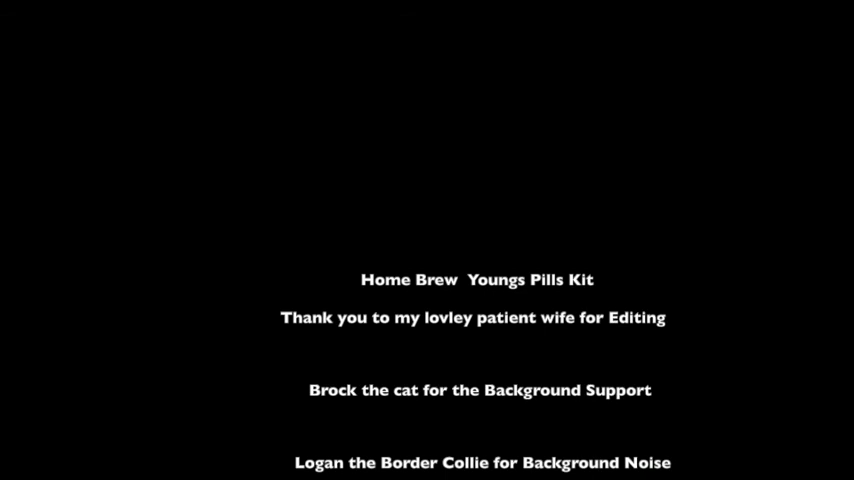 Home Brew  Youngs Pills Kit
Thank you to my lovley patient wife for Editing
Brock the cat for the Background Support
Logan the Border Collie for Background Noise